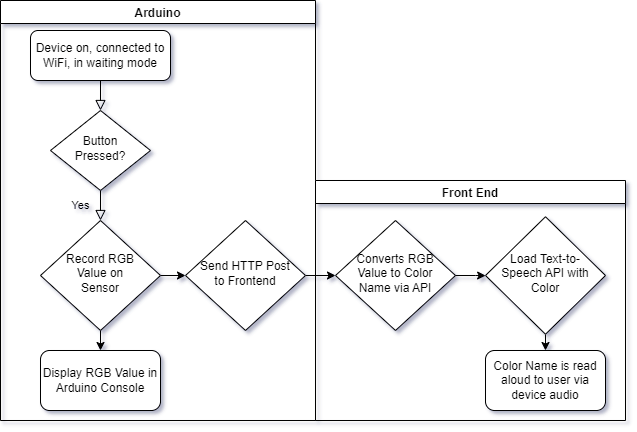 Arduino
Device on, connected to
WiFi, in waiting mode
Button
Pressed?
Yes
Record RGB
Value on
Sensor
Send HTTP Post
to Frontend
Display RGB Value in
Arduino Console
Front End
Converts RGB
Value to Color
Name via API
Load Text-to-
Speech API with
Color
Color Name is read
aloud to user via
device audio